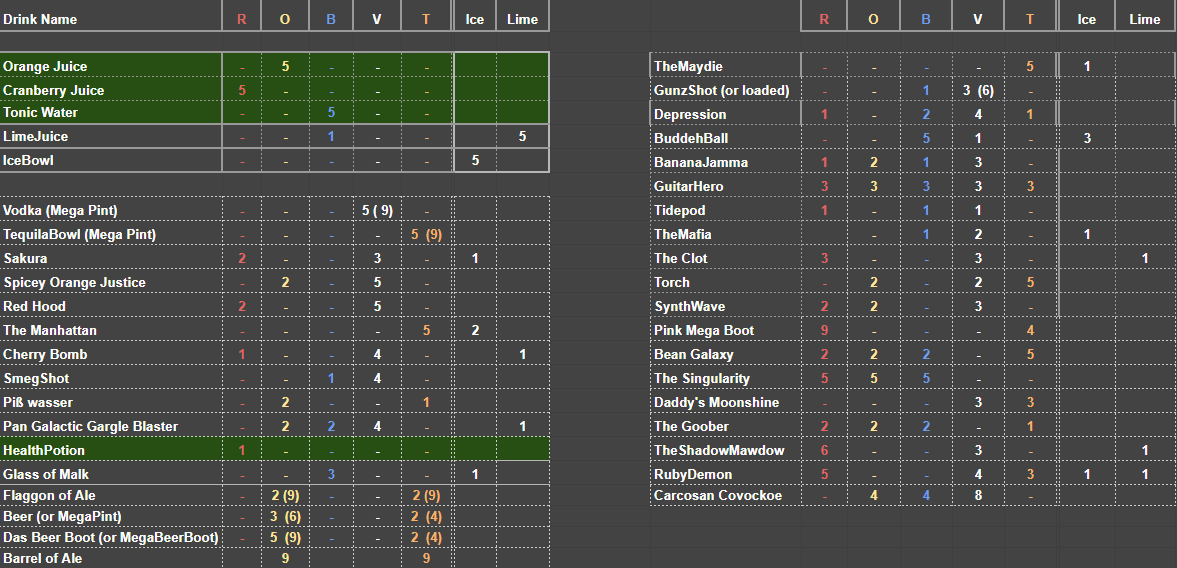 Drink Name R O B V T Ice Lime
Orange Juice - 5 - - -
Cranberry Juice 5 - - - -
Tonic Water - - 5 - -
LimeJuice - - 1 - - 5
IceBowl - - - - - 5
Vodka (Mega Pint) - - - 5 ( 9) -
TequilaBowl (Mega Pint) - - - - 5 (9)
Sakura 2 - - 3 - 1
Spicey Orange Justice - 2 - 5 -
Red Hood 2 - - 5 -
The Manhattan - - - - 5 2
Cherry Bomb 1 - - 4 - 1
SmegShot - - 1 4 -
Piß wasser - 2 - - 1
Pan Galactic Gargle Blaster - 2 2 4 - 1
HealthPotion 1 - - - -
Glass of Malk - - 3 - - 1
Flaggon of Ale - 2 (9) - - 2 (9)
Beer (or MegaPint) - 3 (6) - - 2 (4)
Das Beer Boot (or MegaBeerBoot) - 5 (9) - - 2 (4)
Barrel of Ale 9 9
R O B V T Ice Lime
TheMaydie - - - - 5 1
GunzShot (or loaded) - - 1 3 (6) -
Depression 1 - 2 4 1
BuddehBall - - 5 1 - 3
BananaJamma 1 2 1 3 -
GuitarHero 3 3 3 3 3
Tidepod 1 - 1 1 -
TheMafia - 1 2 - 1
The Clot 3 - - 3 - 1
Torch - 2 - 2 5
SynthWave 2 2 - 3 -
Pink Mega Boot 9 - - - 4
Bean Galaxy 2 2 2 - 5
The Singularity 5 5 5 - -
Daddy's Moonshine - - - 3 3
The Goober 2 2 2 - 1
TheShadowMawdow 6 - - 3 - 1
RubyDemon 5 - - 4 3 1 1
Carcosan Covockoe - 4 4 8 -